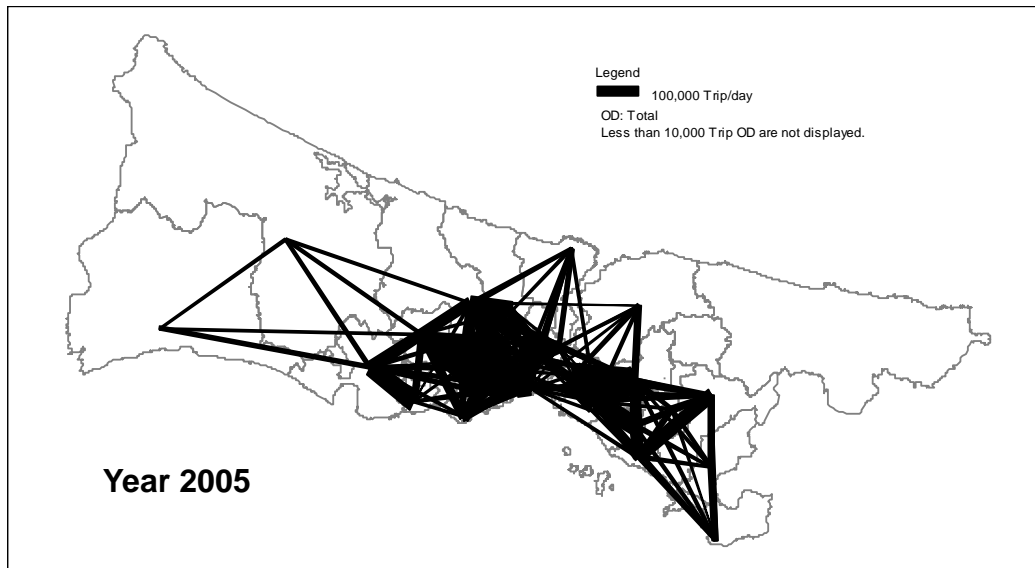 Legend
100,000 Trip/day
OD: Total
Less than 10,000 Trip OD are not displayed.
Year 2005